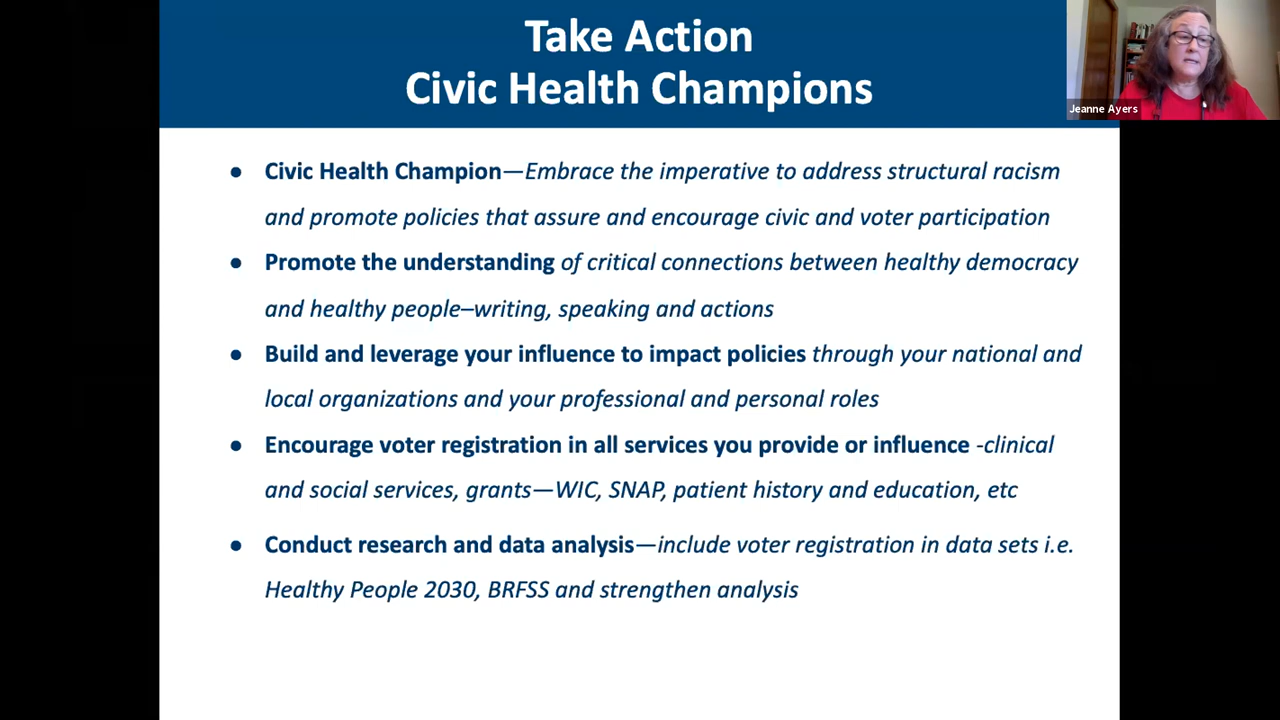 Take Action
Civic Health Champions
Jeanne Ayers
● Civic Health Champion—Embrace the imperative to address structural racism
and promote policies that assure and encourage civic and voter participation
● Promote the understanding of critical connections between healthy democracy
and healthy people–writing, speaking and actions
● Build and leverage your influence to impact policies through your national and
local organizations and your professional and personal roles
● Encourage voter registration in all services you provide or influence -clinical
and social services, grants—WIC, SNAP, patient history and education, etc
● Conduct research and data analysis—include voter registration in data sets i.e.
Healthy People 2030, BRFSS and strengthen analysis